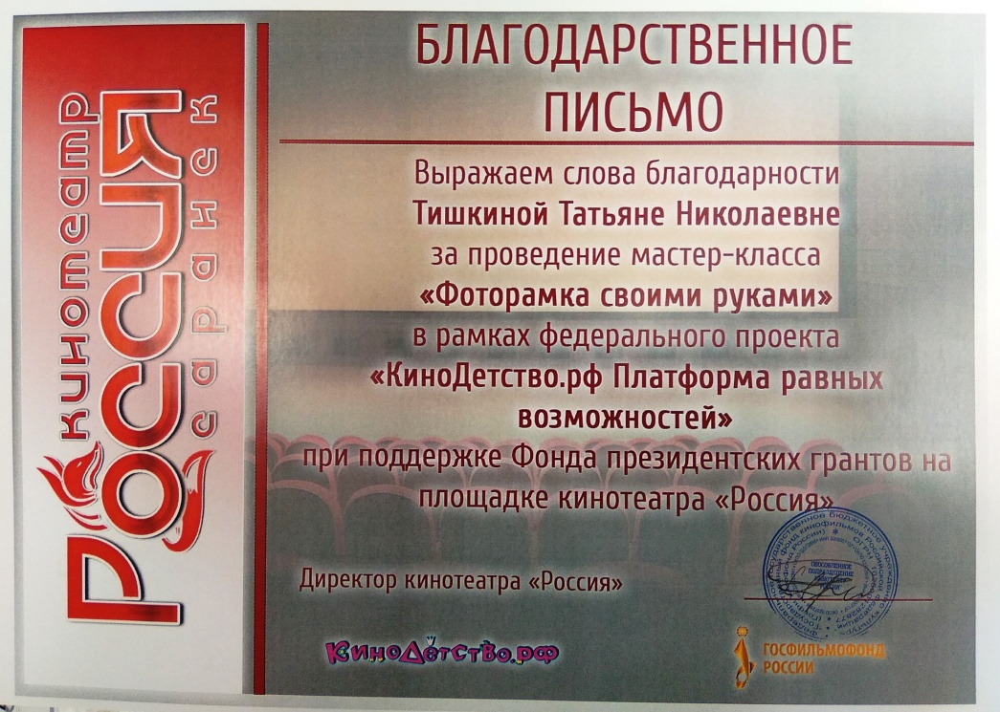 кинотеатр
Россия
саранск
БЛАГОДАРСТВЕННОЕ
ПИСЬМО
Выражаем слова благодарности
Тишкиной Татьяне Николаевне
за проведение мастер-класса
«Фоторамка своими руками»
в рамках федерального проекта
«КиноДетство.рф Платформа равных
возможностей»
при поддержке Фонда президентских грантов на
площадке кинотеатра «Россия»
Директор кинотеатра «Россия»
КиноДетство.рф
ГОСФИЛЬМОФОНД
РОССИИ